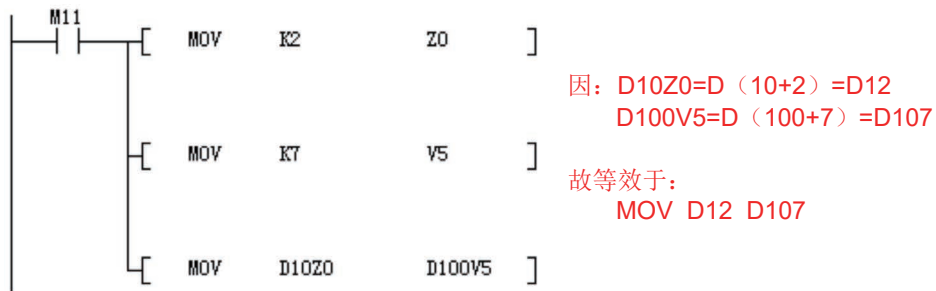 M11
MOV K2 Z0
因：D10Z0=D（10+2）=D12
D100V5=D（100+7）=D107
MOV K7 V5
故等效于：
MOV D12 D107
MOV D10Z0 D100V5